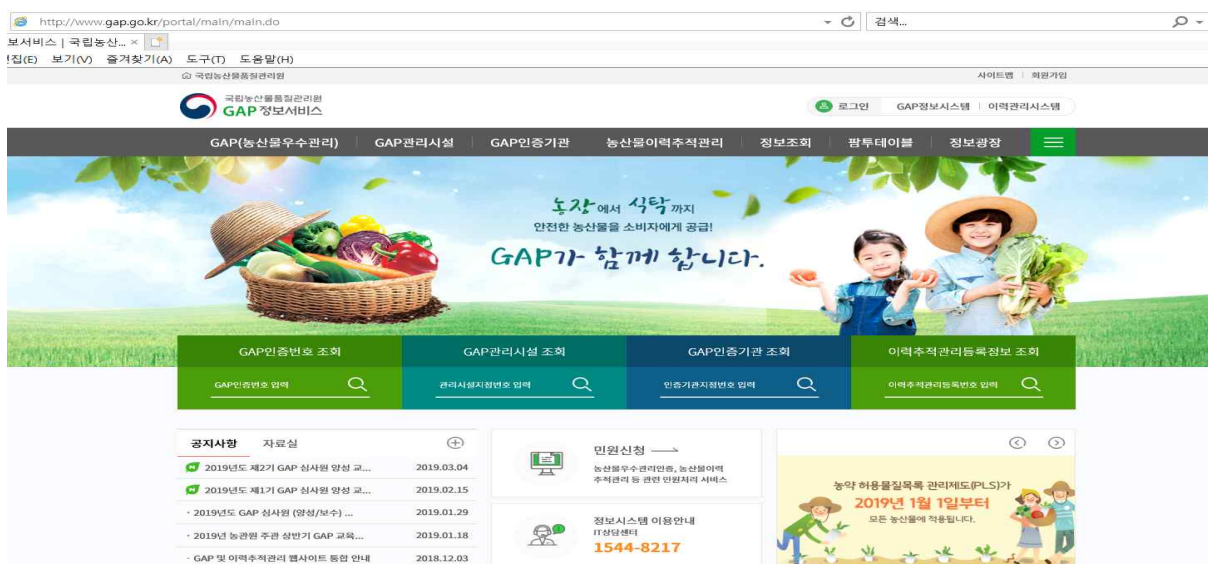 http://www.gap.go.kr/portal/main/main.do
검색...
보서비스 | 국립농산... ×
집(E) 보기(V) 즐겨찾기(A) 도구(T) 도움말(H)
국립농산물품질관리원
사이트맵 | 회원가입
국립농산물품질관리원
GAP 정보서비스
로그인 GAP정보시스템 | 이력관리시스템
GAP(농산물우수관리) GAP관리시설 GAP인증기관 농산물이력추적관리 정보조회 팜투테이블 정보광장
농장에서 식탁까지
안전한 농산물을 소비자에게 공급!
GAP가 함께 합니다.
GAP인증번호 조회
GAP인증번호 입력
GAP관리시설 조회
관리시설지정번호 입력
GAP인증기관 조회
인증기관지정번호 입력
이력추적관리등록정보 조회
이력추적관리등록번호 입력
공지사항 자료실
N 2019년도 제2기 GAP 심사원 양성 교... 2019.03.04
N 2019년도 제1기 GAP 심사원 양성 교... 2019.02.15
· 2019년도 GAP 심사원 (양성/보수) ... 2019.01.29
· 2019년 농관원 주관 상반기 GAP 교육... 2019.01.18
· GAP 및 이력추적관리 웹사이트 통합 안내 2018.12.03
민원신청
농산물우수관리인증, 농산물이력
추적관리 등 관련 민원처리 서비스
정보시스템 이용안내
IT상담센터
1544-8217
농약 허용물질목록 관리제도(PLS)가
2019년 1월 1일부터
모든 농산물에 적용됩니다.